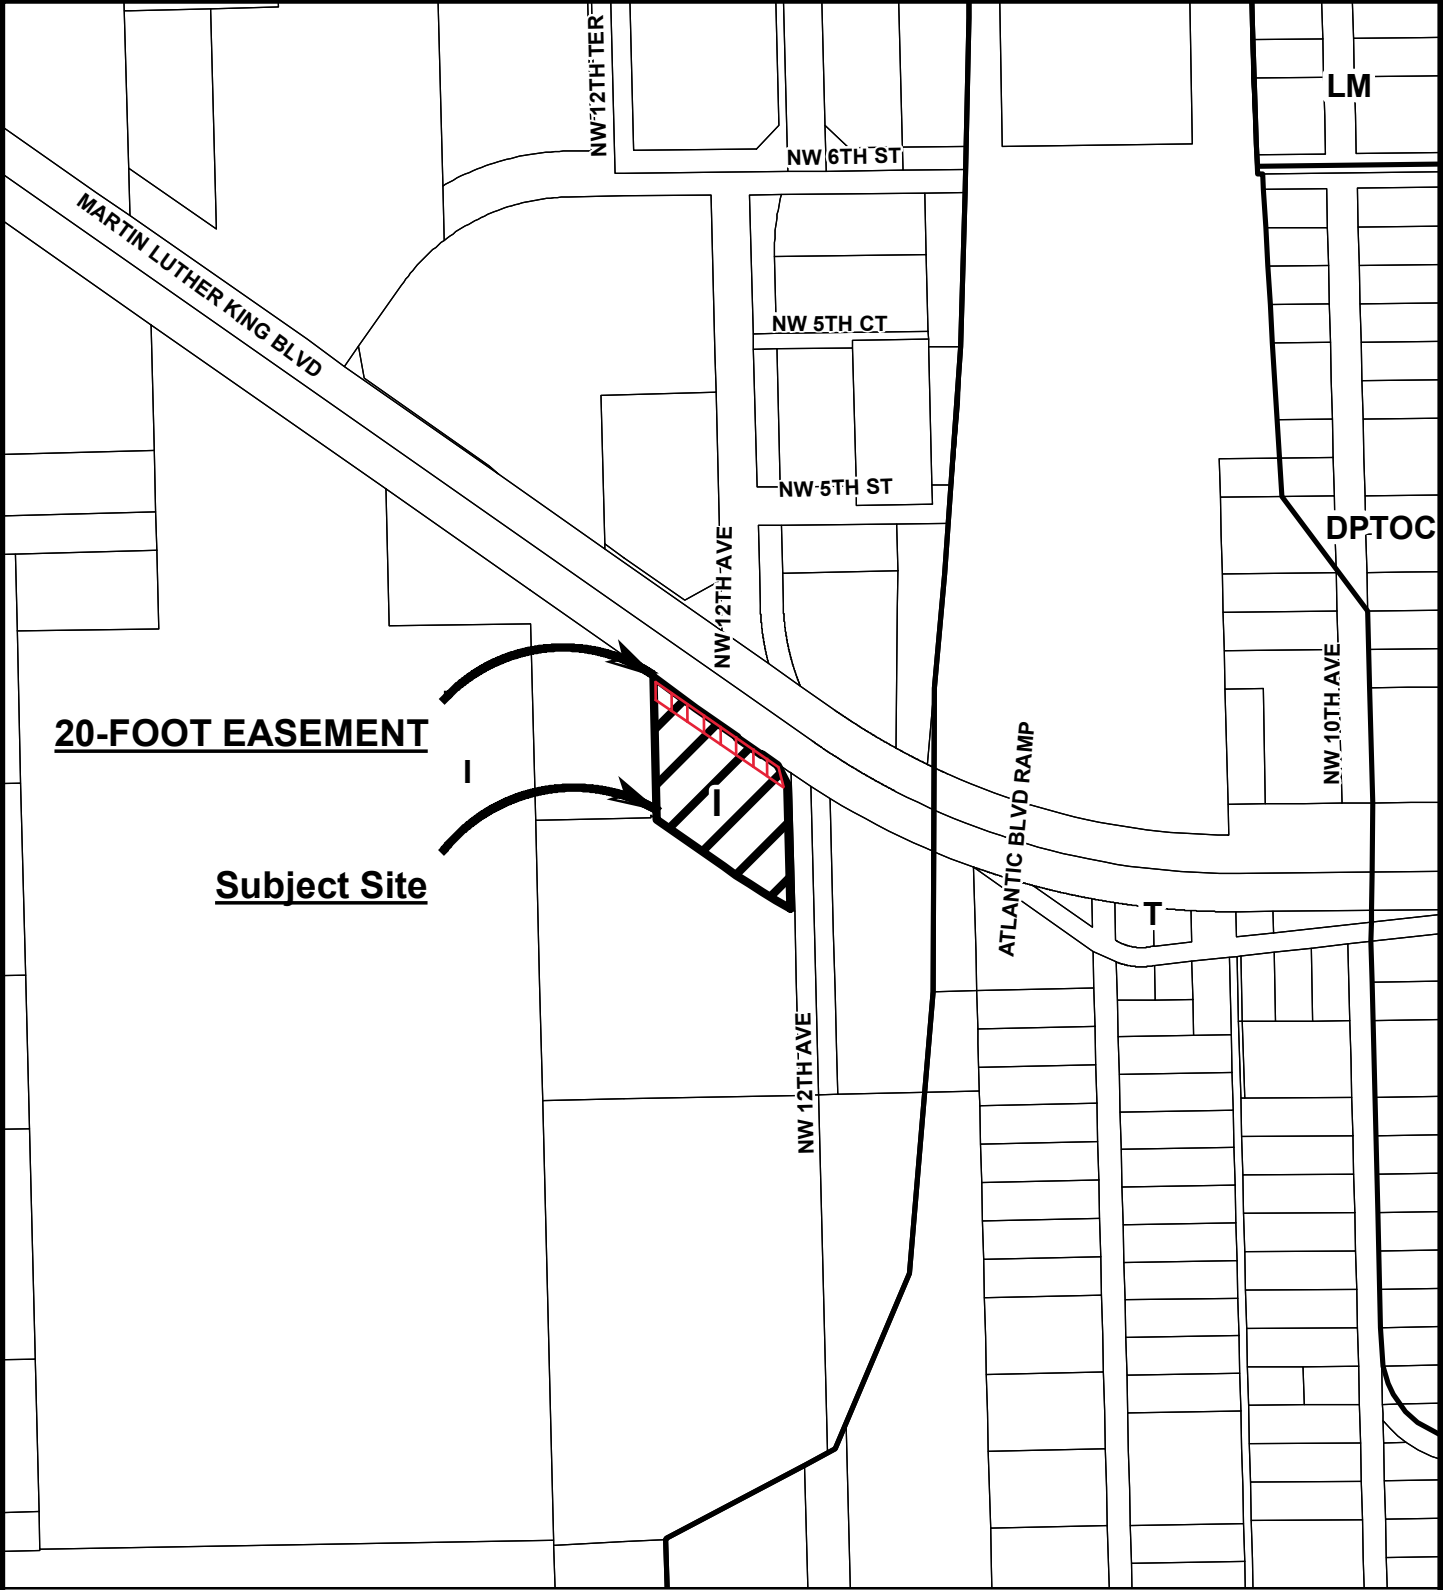 NW 12TH TER
LM
NW 6TH ST
MARTIN LUTHER KING BLVD
NW 5TH CT
NW 5TH ST
DPTOC
NW 12TH AVE
NW 10TH AVE
20-FOOT EASEMENT
I
I
ATLANTIC BLVD RAMP
Subject Site
T
NW 12TH AVE